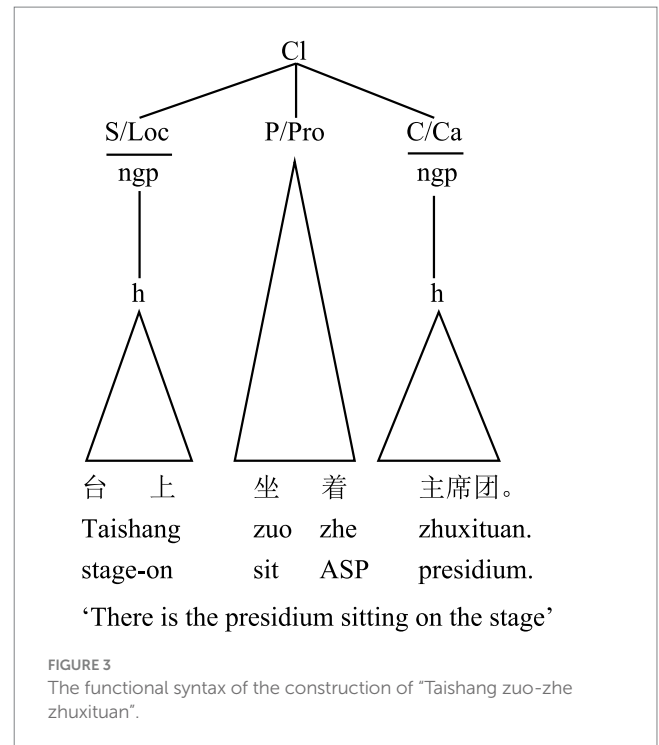 Cl
S/Loc P/Pro C/Ca
ngp ngp
h h
台 上 坐 着 主席团。
Taishang zuo zhe zhuxituan.
stage-on sit ASP presidium.
‘There is the presidium sitting on the stage’
FIGURE 3
The functional syntax of the construction of “Taishang zuo-zhe
zhuxituan”.